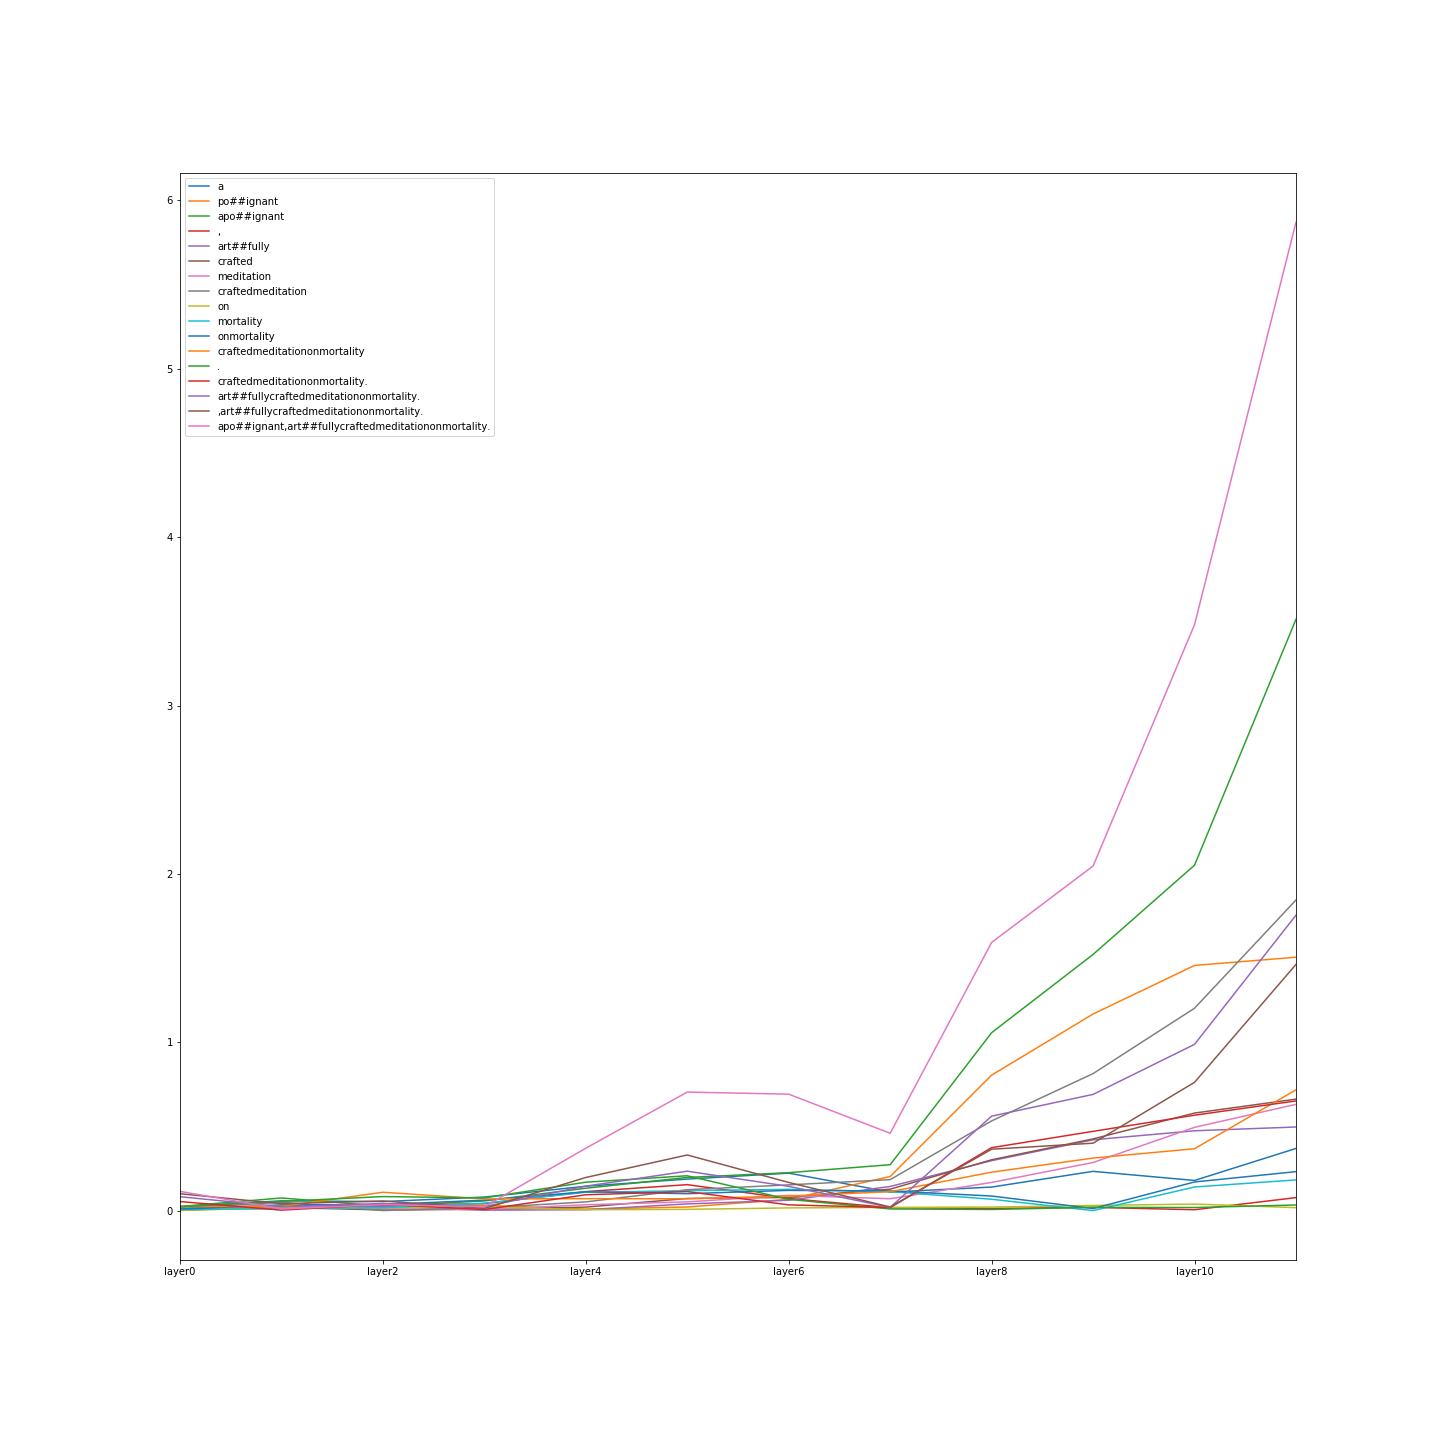 6
5
4
3
2
1
0
a
po##ignant
apo##ignant
,
art##fully
crafted
meditation
craftedmeditation
on
mortality
onmortality
craftedmeditationonmortality
.
craftedmeditationonmortality.
art##fullycraftedmeditationonmortality.
,art##fullycraftedmeditationonmortality.
apo##ignant,art##fullycraftedmeditationonmortality.
layer0 layer2 layer4 layer6 layer8 layer10